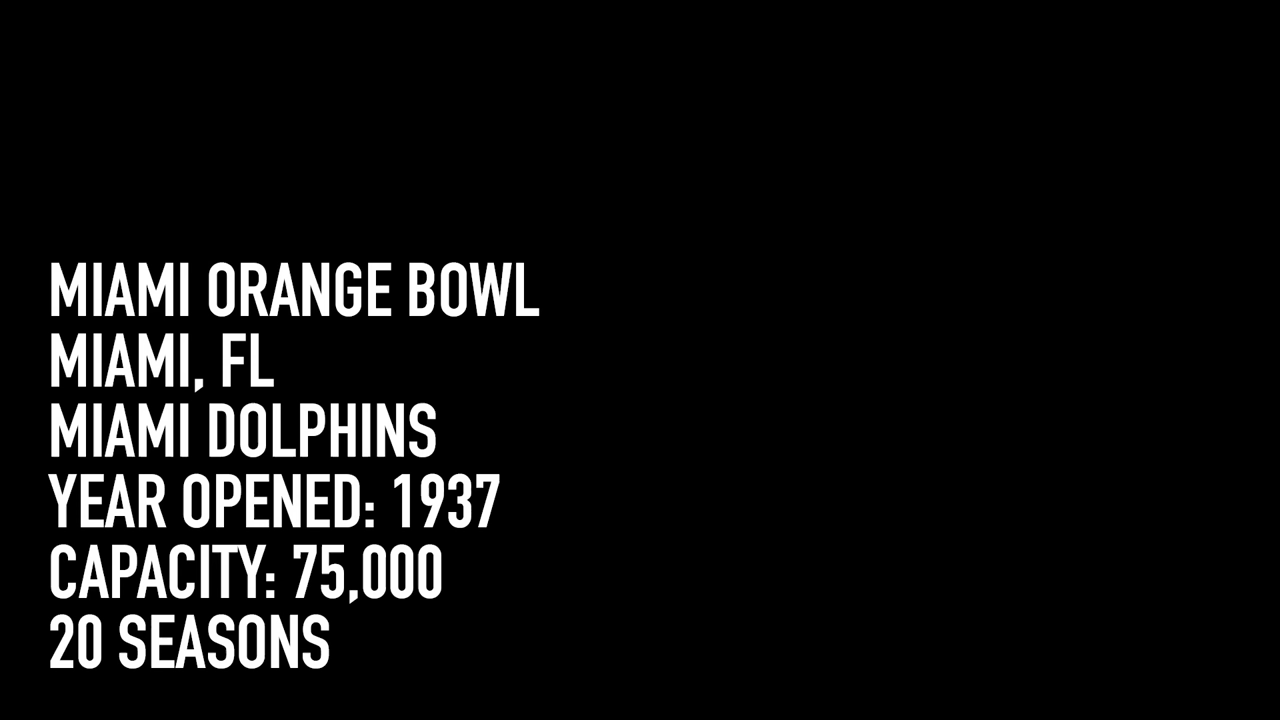 MIAMI ORANGE BOWL
MIAMI, FL
MIAMI DOLPHINS
YEAR OPENED: 1937
CAPACITY: 75,000
20 SEASONS